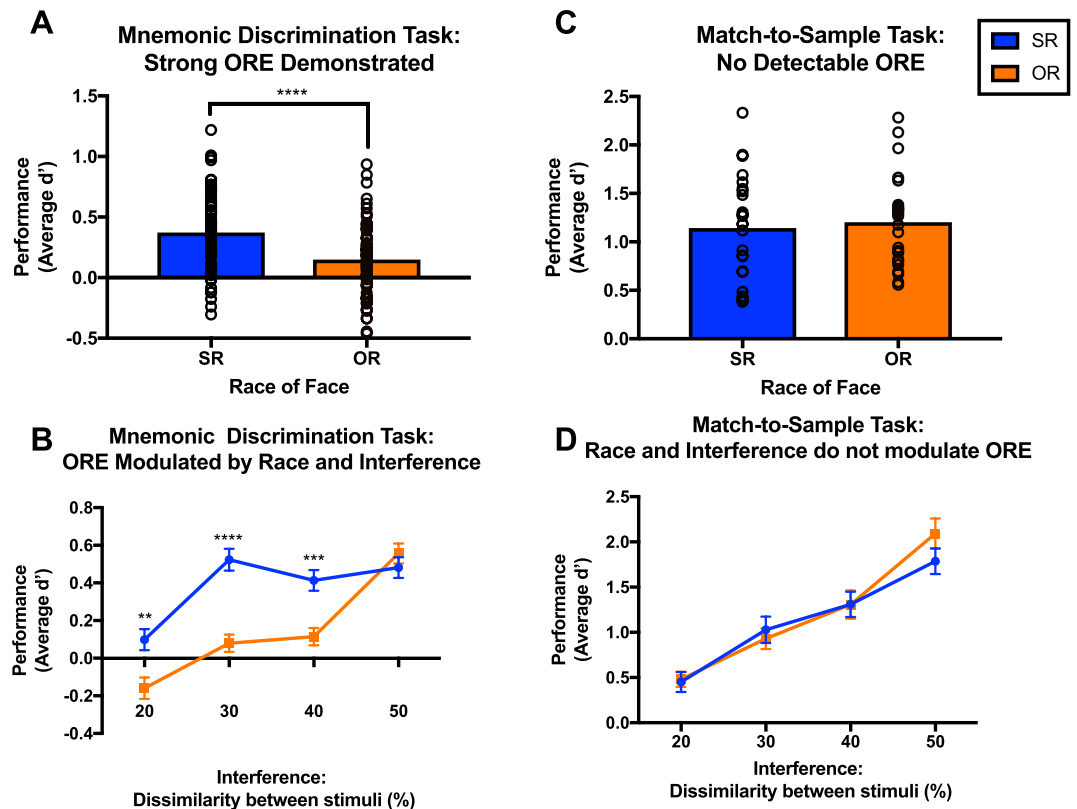 A
Mnemonic Discrimination Task:
Strong ORE Demonstrated
****
1.5
1.0
0.5
0.0
-0.5
Performance
(Average d')
SR
OR
Race of Face
C
Match-to-Sample Task:
No Detectable ORE
SR
OR
2.5
2.0
1.5
1.0
0.5
0.0
Performance
(Average d')
SR
OR
Race of Face
B
Mnemonic Discrimination Task:
ORE Modulated by Race and Interference
0.8
0.6
0.4
0.2
0.0
-0.2
-0.4
Performance
(Average d')
**
****
***
20
30
40
50
Interference:
Dissimilarity between stimuli (%)
D
Match-to-Sample Task:
Race and Interference do not modulate ORE
2.5
2.0
1.5
1.0
0.5
0.0
Performance
(Average d')
20
30
40
50
Interference:
Dissimilarity between stimuli (%)